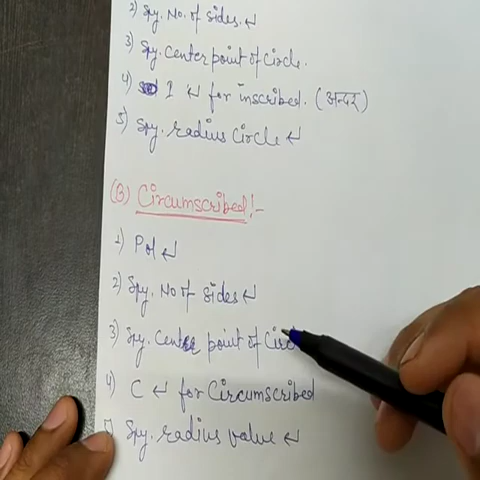 2) Spy. No. of sides. ↵
3) Spy. Center point of Circle.
4) I ↵ for inscribed. (अन्दर)
5) Spy. radius Circle ↵
(B) Circumscribed:-
1) Pol ↵
2) Spy. No of sides ↵
3) Spy. Center point of Circ
4) C ↵ for Circumscribed
Spy. radius value ↵